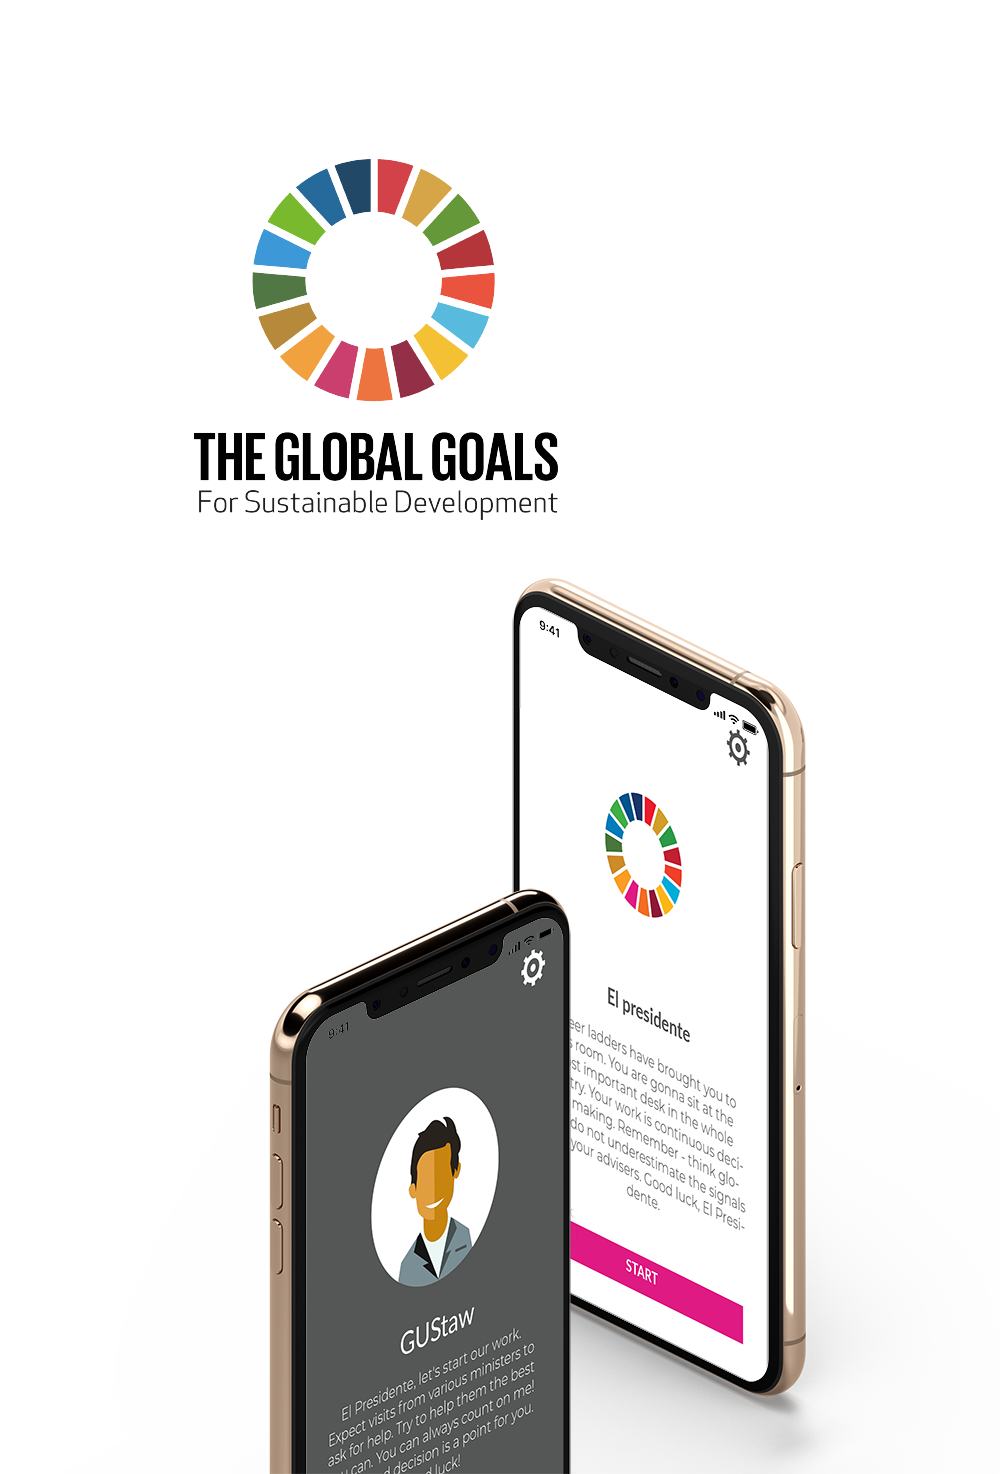 THE GLOBAL GOALS
For Sustainable Development
9:41
El presidente
ladders have brought you to
room. You are gonna sit at the
important desk in the whole
Your work is continuous deci-
making. Remember - think glo-
do not underestimate the signals
your advisers. Good luck, El Presi-
dente.
START
9:41
GUStaw
El Presidente, let's start our work.
Expect visits from various ministers to
ask for help. Try to help them the best
can. You can always count on me!
decision is a point for you.
luck!